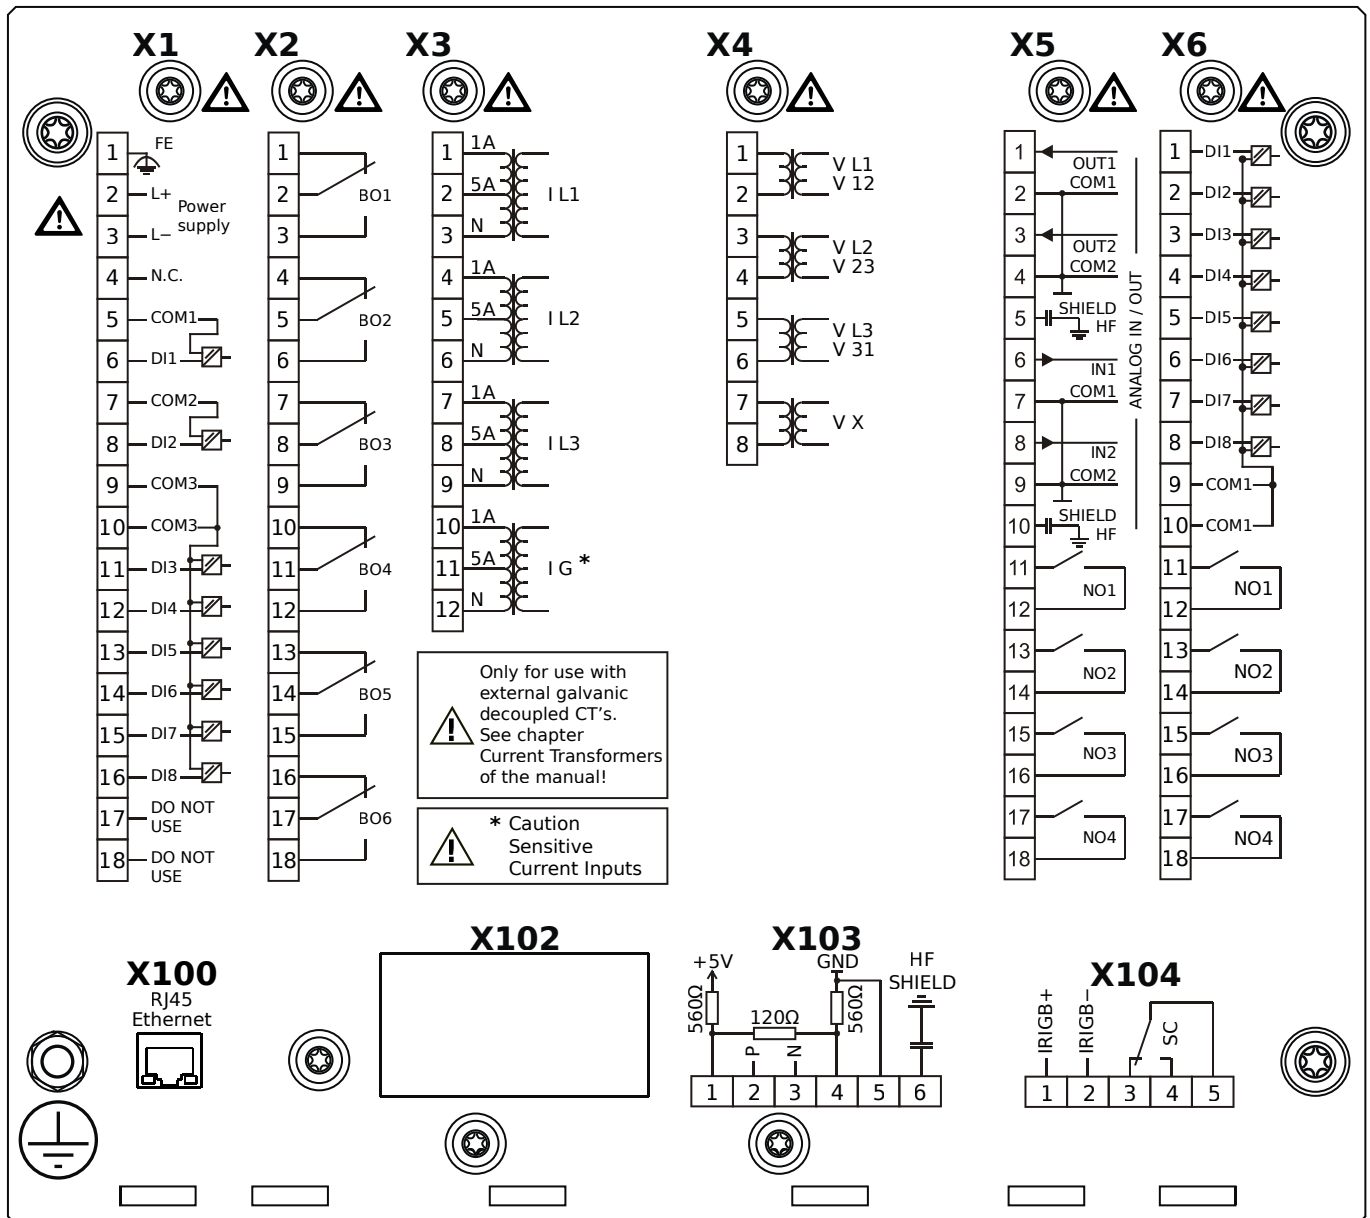 X1
1 FE
2 L+
Power
supply
3 L−
4 N.C.
5 COM1
6 DI1
7 COM2
8 DI2
9 COM3
10 COM3
11 DI3
12 DI4
13 DI5
14 DI6
15 DI7
16 DI8
17 DO NOT
USE
18 DO NOT
USE
X2
1
2 BO1
3
4
5 BO2
6
7
8 BO3
9
10
11 BO4
12
13
14 BO5
15
16
17 BO6
18
X3
1 1A
2 5A I L1
3 N
4 1A
5 5A I L2
6 N
7 1A
8 5A I L3
9 N
10 1A
11 5A I G *
12 N
Only for use with
external galvanic
decoupled CT's.
See chapter
Current Transformers
of the manual!
* Caution
Sensitive
Current Inputs
X4
1 V L1
2 V 12
3 V L2
4 V 23
5 V L3
6 V 31
7 V X
8
X5
1 OUT1
2 COM1
3 OUT2
4 COM2
5 SHIELD
HF
6 IN1
7 COM1
8 IN2
9 COM2
10 SHIELD
HF
ANALOG IN / OUT
11
NO1
12
13
NO2
14
15
NO3
16
17
NO4
18
X6
1 DI1
2 DI2
3 DI3
4 DI4
5 DI5
6 DI6
7 DI7
8 DI8
9 COM1
10 COM1
11
NO1
12
13
NO2
14
15
NO3
16
17
NO4
18
X100
RJ45
Ethernet
X102
X103
+5V GND HF
SHIELD
560Ω 120Ω 560Ω
P N
1 2 3 4 5 6
X104
IRIGB+ IRIGB− SC
1 2 3 4 5